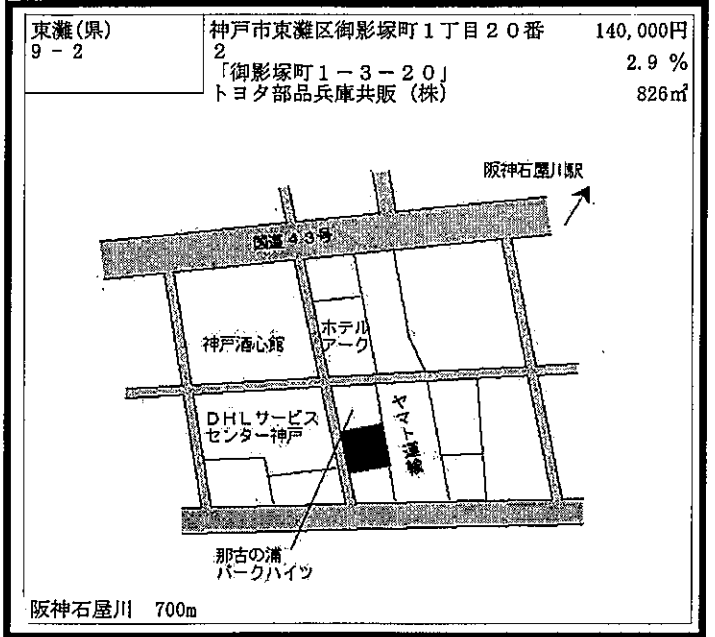 東灘(県)
9 - 2
神戸市東灘区御影塚町1丁目20番
2
「御影塚町1-3-20」
トヨタ部品兵庫共販(株)
140,000円
2.9 %
826㎡
阪神石屋川駅
国道43号
神戸酒心館
ホテル
アーク
DHLサービス
センター神戸
ヤマト運輸
那古の浦
パークハイツ
阪神石屋川 700m